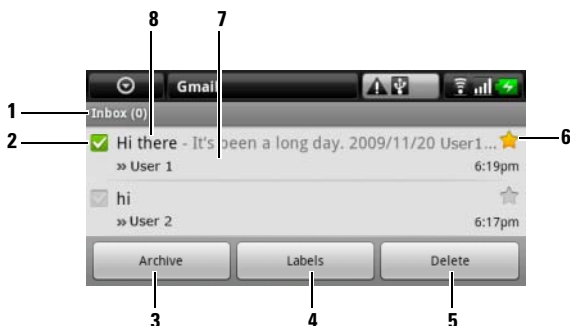 8 7
Gmail
1 Inbox (0)
2 Hi there - It's been a long day. 2009/11/20 User1... 6
» User 1 6:19pm
hi
» User 2 6:17pm
Archive Labels Delete
3 4 5